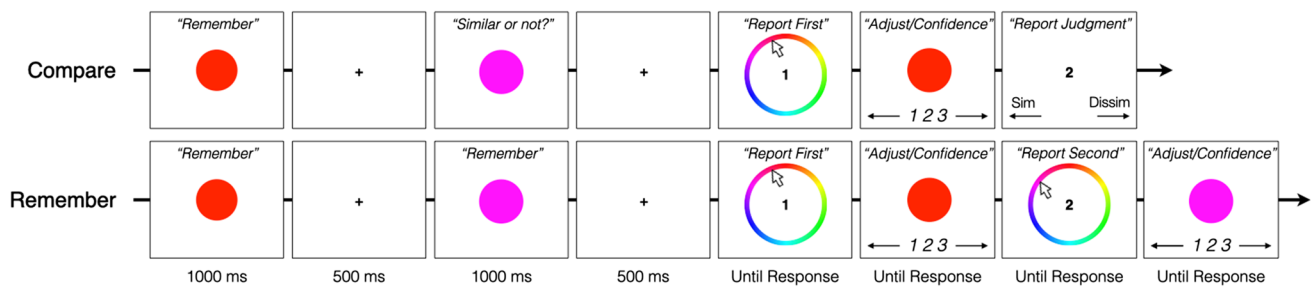 “Remember”
“Similar or not?”
“Report First”
“Adjust/Confidence”
“Report Judgment”
Compare
+
+
1
2
Sim
Dissim
1 2 3
“Remember”
“Remember”
“Report First”
“Adjust/Confidence”
“Report Second”
“Adjust/Confidence”
Remember
+
+
1
2
1 2 3
1 2 3
1000 ms
500 ms
1000 ms
500 ms
Until Response
Until Response
Until Response
Until Response